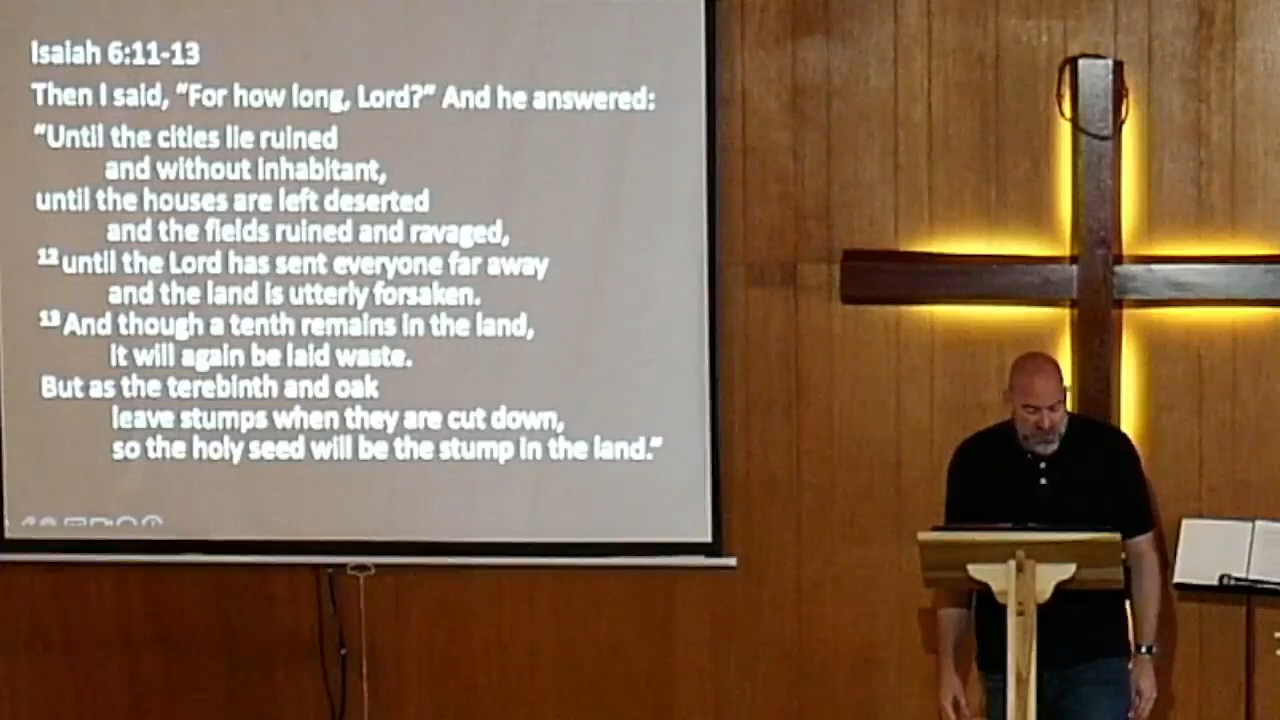 Isaiah 6:11-13
Then I said, “For how long, Lord?” And he answered:
“Until the cities lie ruined
and without inhabitant,
until the houses are left deserted
and the fields ruined and ravaged,
12 until the Lord has sent everyone far away
and the land is utterly forsaken.
13 And though a tenth remains in the land,
it will again be laid waste.
But as the terebinth and oak
leave stumps when they are cut down,
so the holy seed will be the stump in the land.”